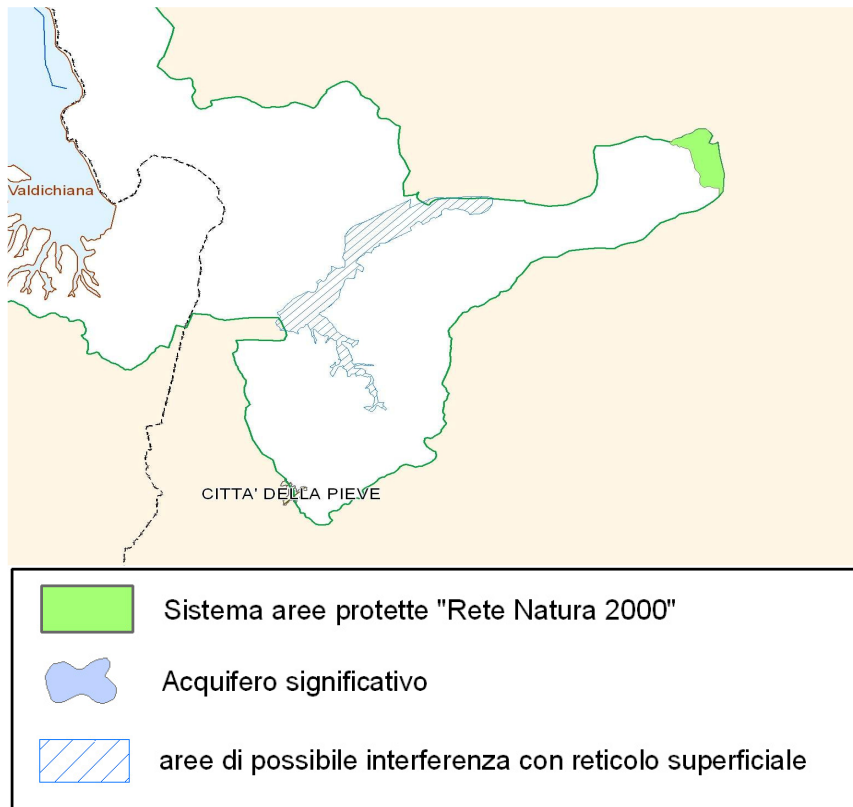 Valdichiana
CITTA' DELLA PIEVE
Sistema aree protette "Rete Natura 2000"
Acquifero significativo
aree di possibile interferenza con reticolo superficiale